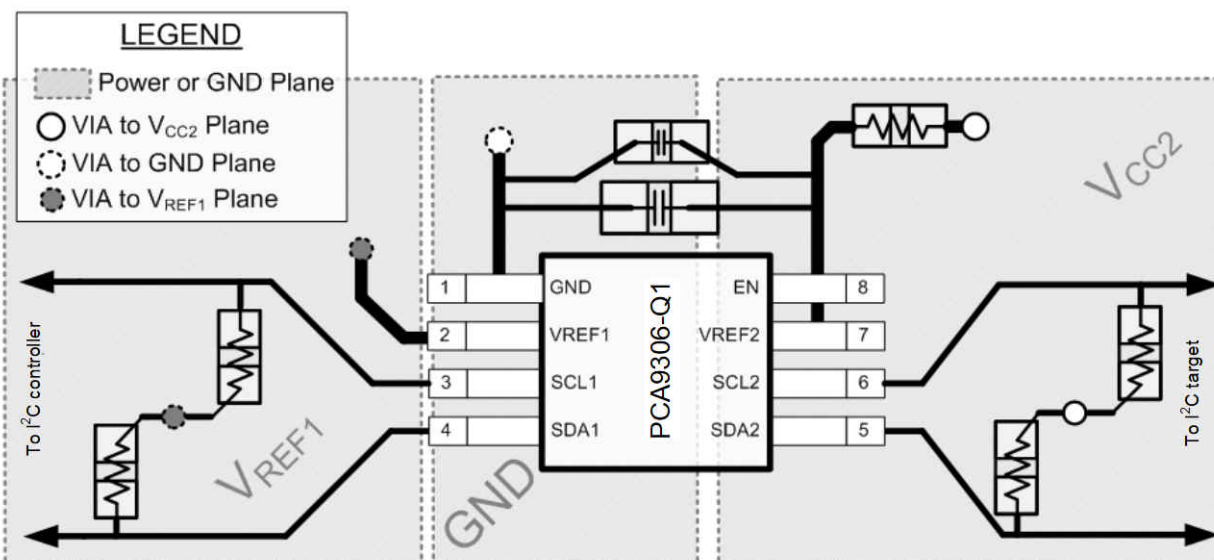 LEGEND
Power or GND Plane
VIA to VCC2 Plane
VIA to GND Plane
VIA to VREF1 Plane
VCC2
1 GND EN 8
2 VREF1 VREF2 7
3 SCL1 SCL2 6
4 SDA1 SDA2 5
PCA9306-Q1
To I²C controller
To I²C target
VREF1
GND